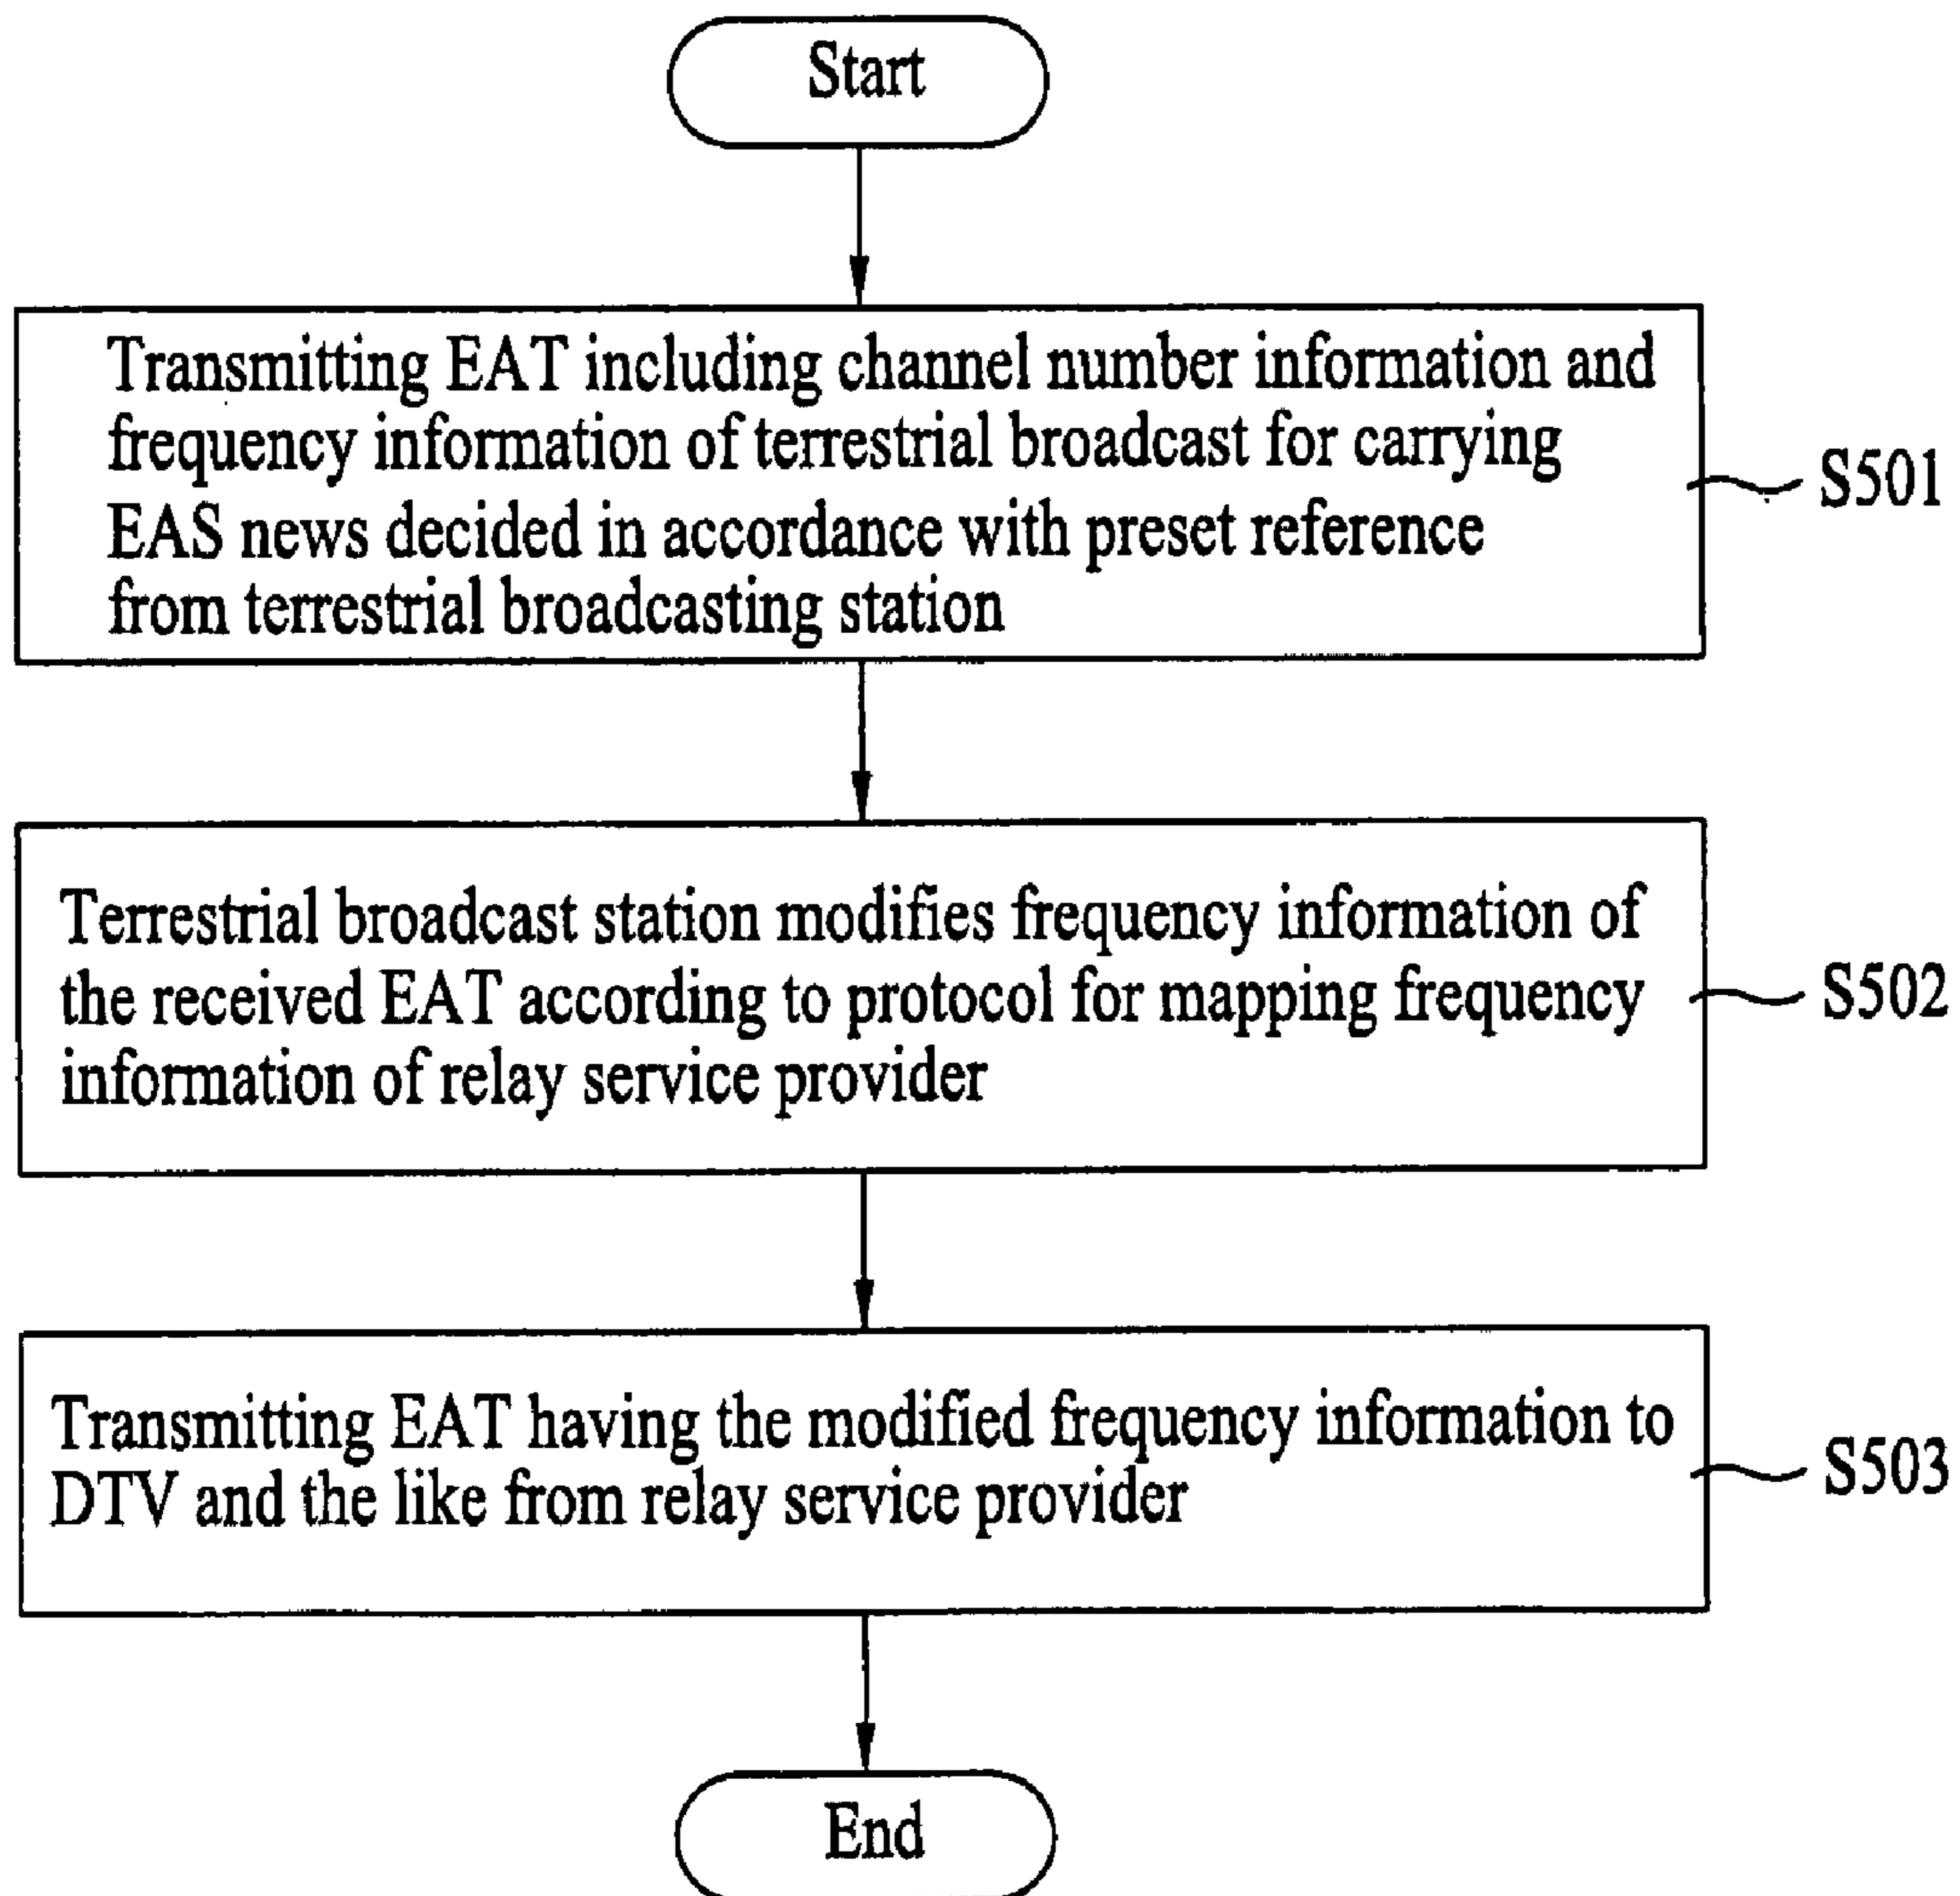 Start
Transmitting EAT including channel number information and
frequency information of terrestrial broadcast for carrying
EAS news decided in accordance with preset reference
from terrestrial broadcasting station
S501
Terrestrial broadcast station modifies frequency information of
the received EAT according to protocol for mapping frequency
information of relay service provider
S502
Transmitting EAT having the modified frequency information to
DTV and the like from relay service provider
S503
End